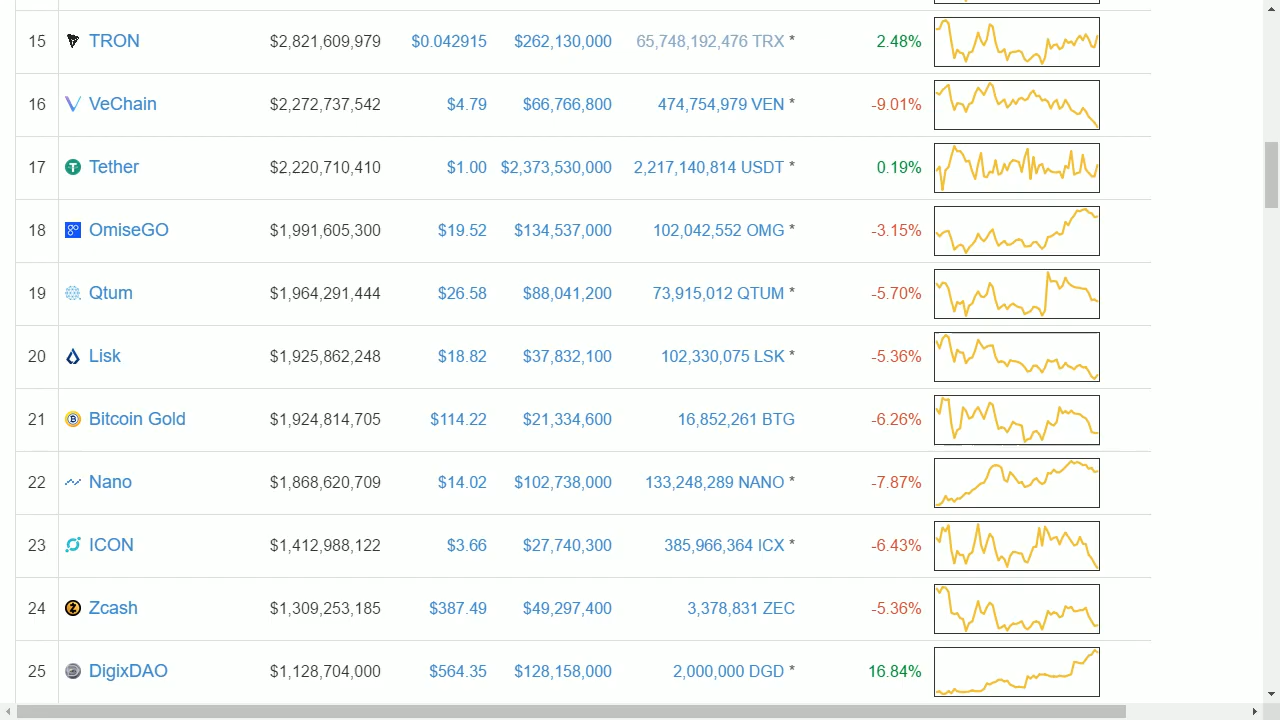 15 TRON $2,821,609,979 $0.042915 $262,130,000 65,748,192,476 TRX * 2.48%
16 VeChain $2,272,737,542 $4.79 $66,766,800 474,754,979 VEN * -9.01%
17 Tether $2,220,710,410 $1.00 $2,373,530,000 2,217,140,814 USDT * 0.19%
18 OmiseGO $1,991,605,300 $19.52 $134,537,000 102,042,552 OMG * -3.15%
19 Qtum $1,964,291,444 $26.58 $88,041,200 73,915,012 QTUM * -5.70%
20 Lisk $1,925,862,248 $18.82 $37,832,100 102,330,075 LSK * -5.36%
21 Bitcoin Gold $1,924,814,705 $114.22 $21,334,600 16,852,261 BTG -6.26%
22 Nano $1,868,620,709 $14.02 $102,738,000 133,248,289 NANO * -7.87%
23 ICON $1,412,988,122 $3.66 $27,740,300 385,966,364 ICX * -6.43%
24 Zcash $1,309,253,185 $387.49 $49,297,400 3,378,831 ZEC -5.36%
25 DigixDAO $1,128,704,000 $564.35 $128,158,000 2,000,000 DGD * 16.84%